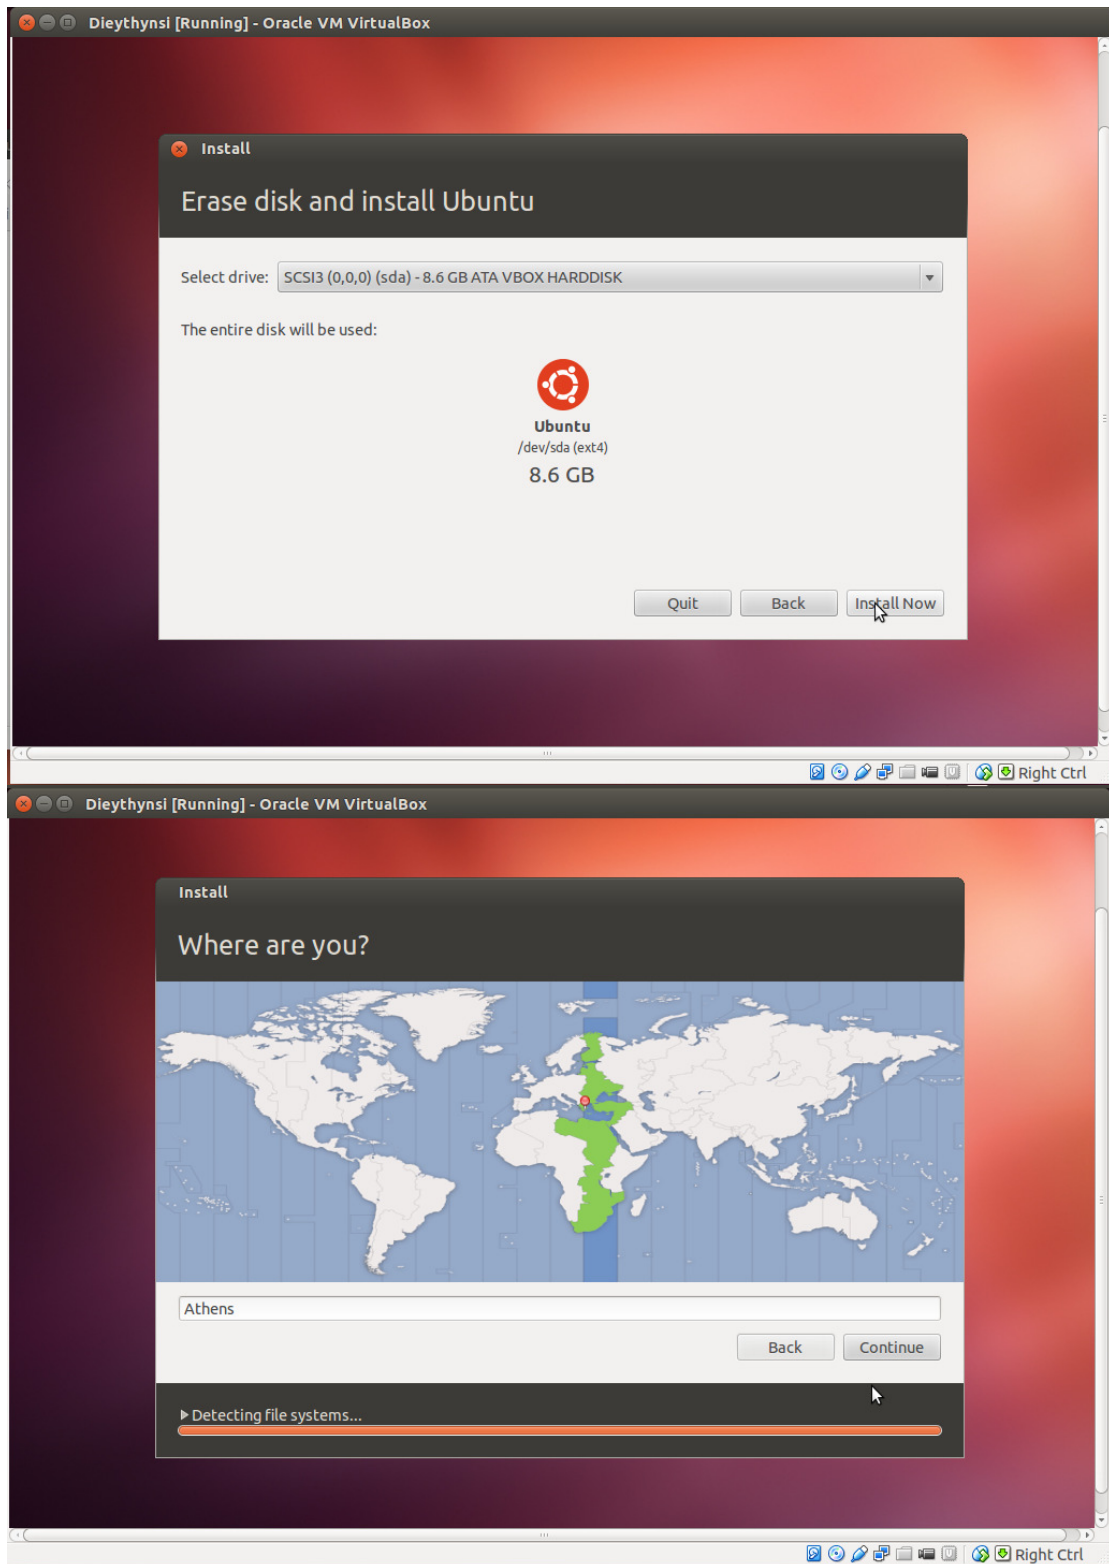 Dieythynsi [Running] - Oracle VM VirtualBox
Install
Erase disk and install Ubuntu
Select drive: SCSI3 (0,0,0) (sda) - 8.6 GB ATA VBOX HARDDISK
The entire disk will be used:
Ubuntu
/dev/sda (ext4)
8.6 GB
Quit Back Install Now
Right Ctrl
Dieythynsi [Running] - Oracle VM VirtualBox
Install
Where are you?
Athens
Back Continue
Detecting file systems...
Right Ctrl